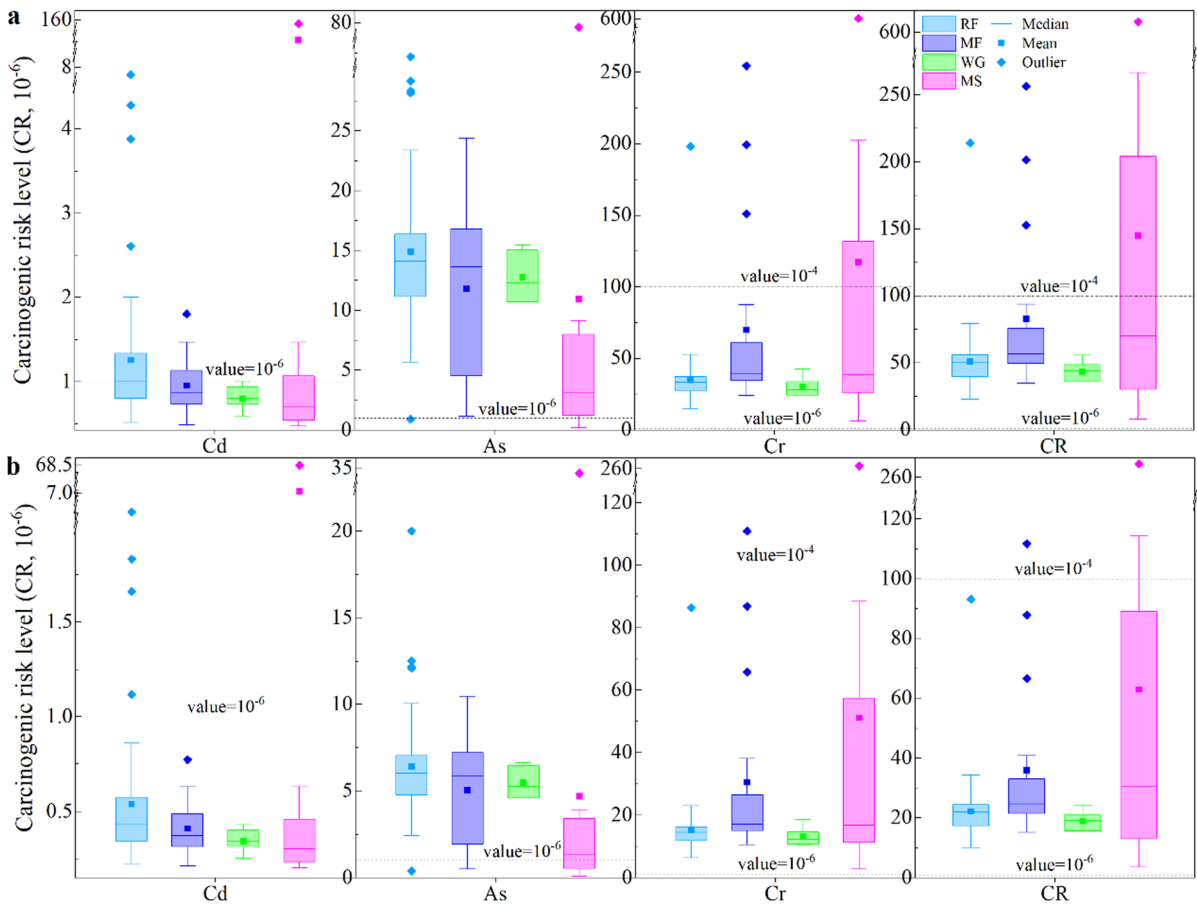 a
Carcinogenic risk level (CR, 10-6)
160
8
4
3
2
1
value=10-6
Cd
80
25
20
15
10
5
0
value=10-6
As
600
250
200
150
100
50
0
value=10-4
value=10-6
Cr
600
250
200
150
100
50
0
value=10-4
value=10-6
CR
RF Median
MF Mean
WG Outlier
MS
b
Carcinogenic risk level (CR, 10-6)
68.5
7.0
1.5
1.0
0.5
value=10-6
Cd
35
20
15
10
5
0
value=10-6
As
260
120
100
80
60
40
20
0
value=10-4
value=10-6
Cr
260
120
100
80
60
40
20
0
value=10-4
value=10-6
CR